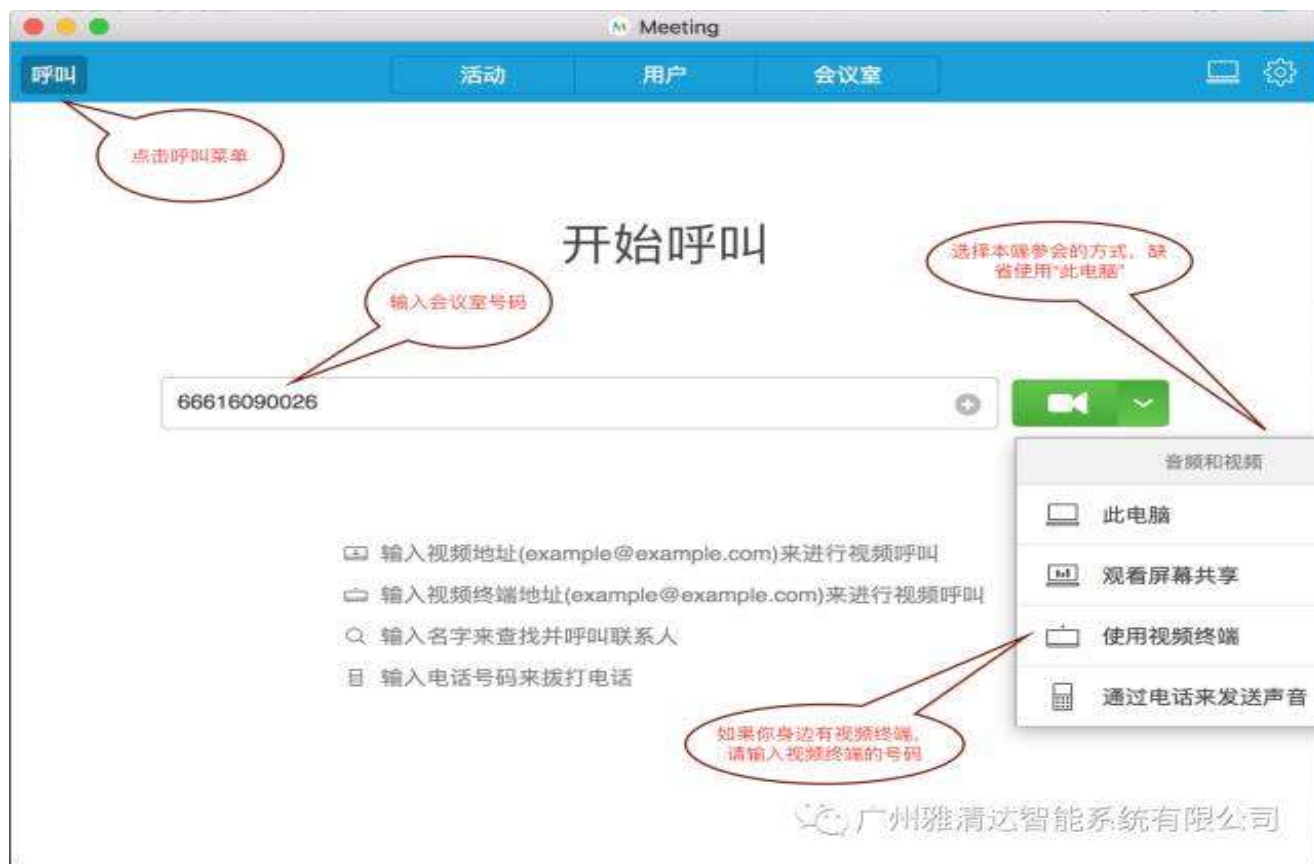 Meeting
呼叫
活动
用户
会议室
点击呼叫菜单
开始呼叫
选择本端参会的方式，缺
省使用“此电脑”
输入会议室号码
66616090026
音频和视频
此电脑
观看屏幕共享
使用视频终端
通过电话来发送声音
输入视频地址(example@example.com)来进行视频呼叫
输入视频终端地址(example@example.com)来进行视频呼叫
输入名字来查找并呼叫联系人
输入电话号码来拨打电话
如果你身边有视频终端，
请输入视频终端的号码
广州雅清达智能系统有限公司